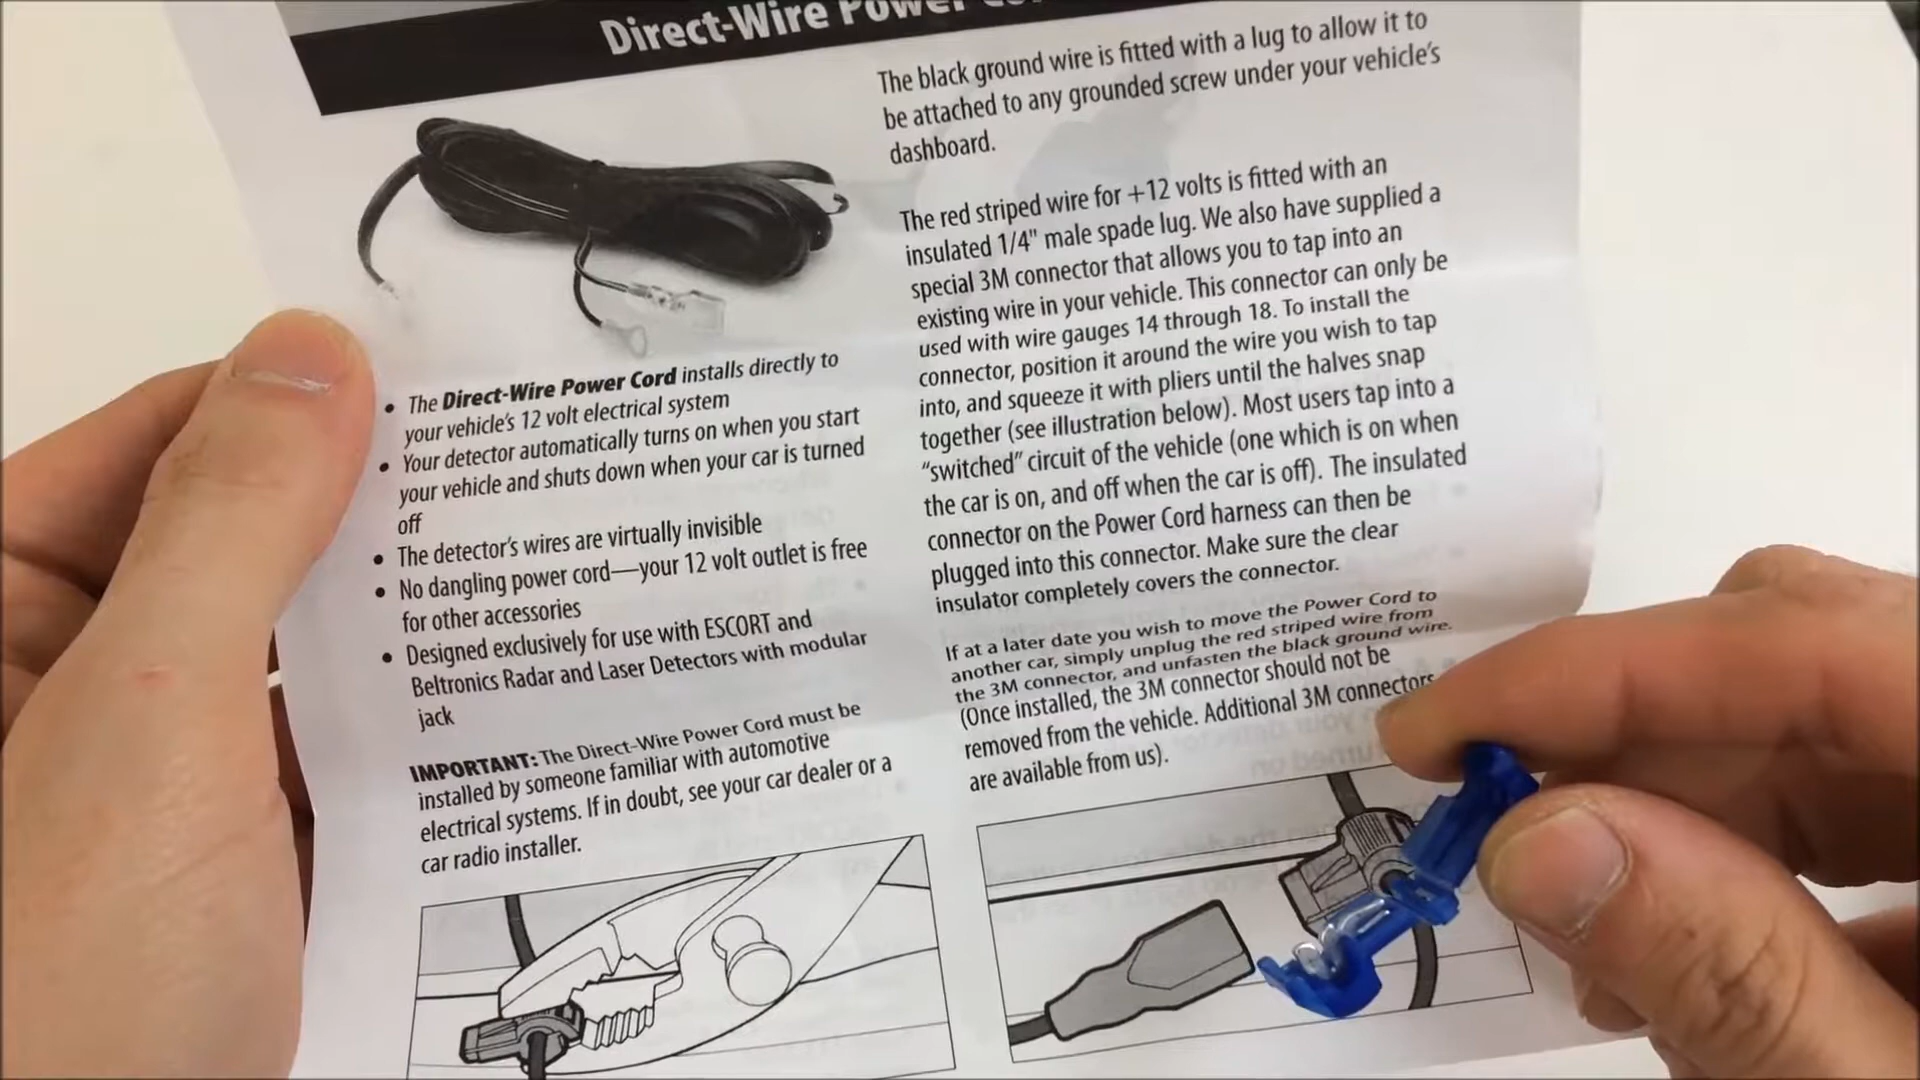 Direct-Wire Power
The Direct-Wire Power Cord installs directly to
your vehicle's 12 volt electrical system
Your detector automatically turns on when you start
your vehicle and shuts down when your car is turned
off
The detector's wires are virtually invisible
No dangling power cord—your 12 volt outlet is free
for other accessories
Designed exclusively for use with ESCORT and
Beltronics Radar and Laser Detectors with modular
jack
IMPORTANT: The Direct-Wire Power Cord must be
installed by someone familiar with automotive
electrical systems. If in doubt, see your car dealer or a
car radio installer.
The black ground wire is fitted with a lug to allow it to
be attached to any grounded screw under your vehicle's
dashboard.
The red striped wire for +12 volts is fitted with an
insulated 1/4" male spade lug. We also have supplied a
special 3M connector that allows you to tap into an
existing wire in your vehicle. This connector can only be
used with wire gauges 14 through 18. To install the
connector, position it around the wire you wish to tap
into, and squeeze it with pliers until the halves snap
together (see illustration below). Most users tap into a
“switched” circuit of the vehicle (one which is on when
the car is on, and off when the car is off). The insulated
connector on the Power Cord harness can then be
plugged into this connector. Make sure the clear
insulator completely covers the connector.
If at a later date you wish to move the Power Cord to
another car, simply unplug the red striped wire from
the 3M connector, and unfasten the black ground wire.
(Once installed, the 3M connector should not be
removed from the vehicle. Additional 3M connectors
are available from us).